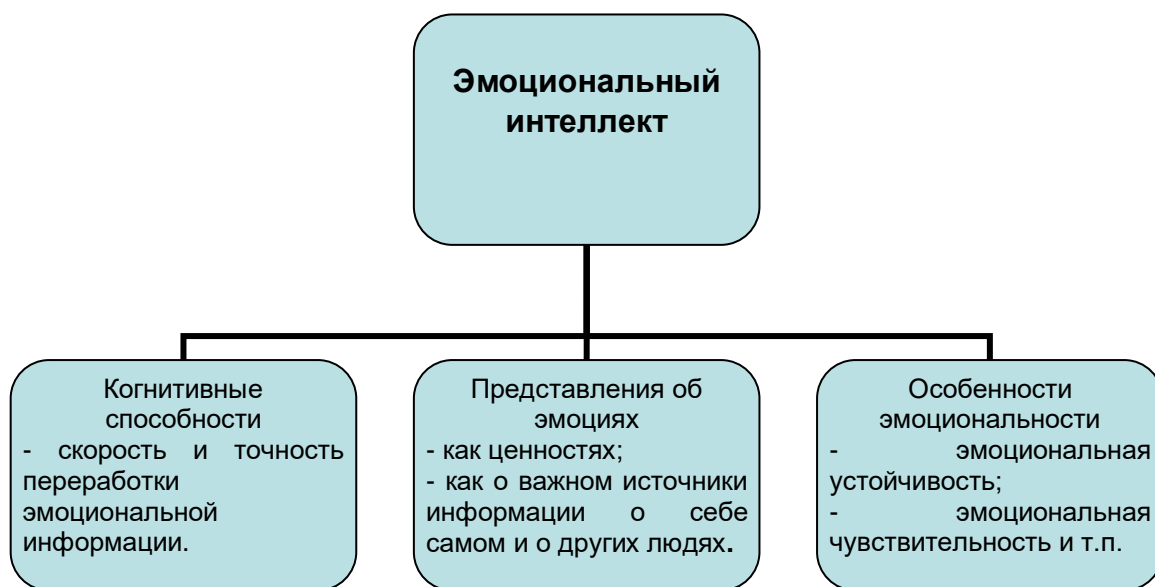 Эмоциональный
интеллект
Когнитивные
способности
- скорость и точность
переработки
эмоциональной
информации.
Представления об
эмоциях
- как ценностях;
- как о важном источники
информации о себе
самом и о других людях.
Особенности
эмоциональности
- эмоциональная
устойчивость;
- эмоциональная
чувствительность и т.п.